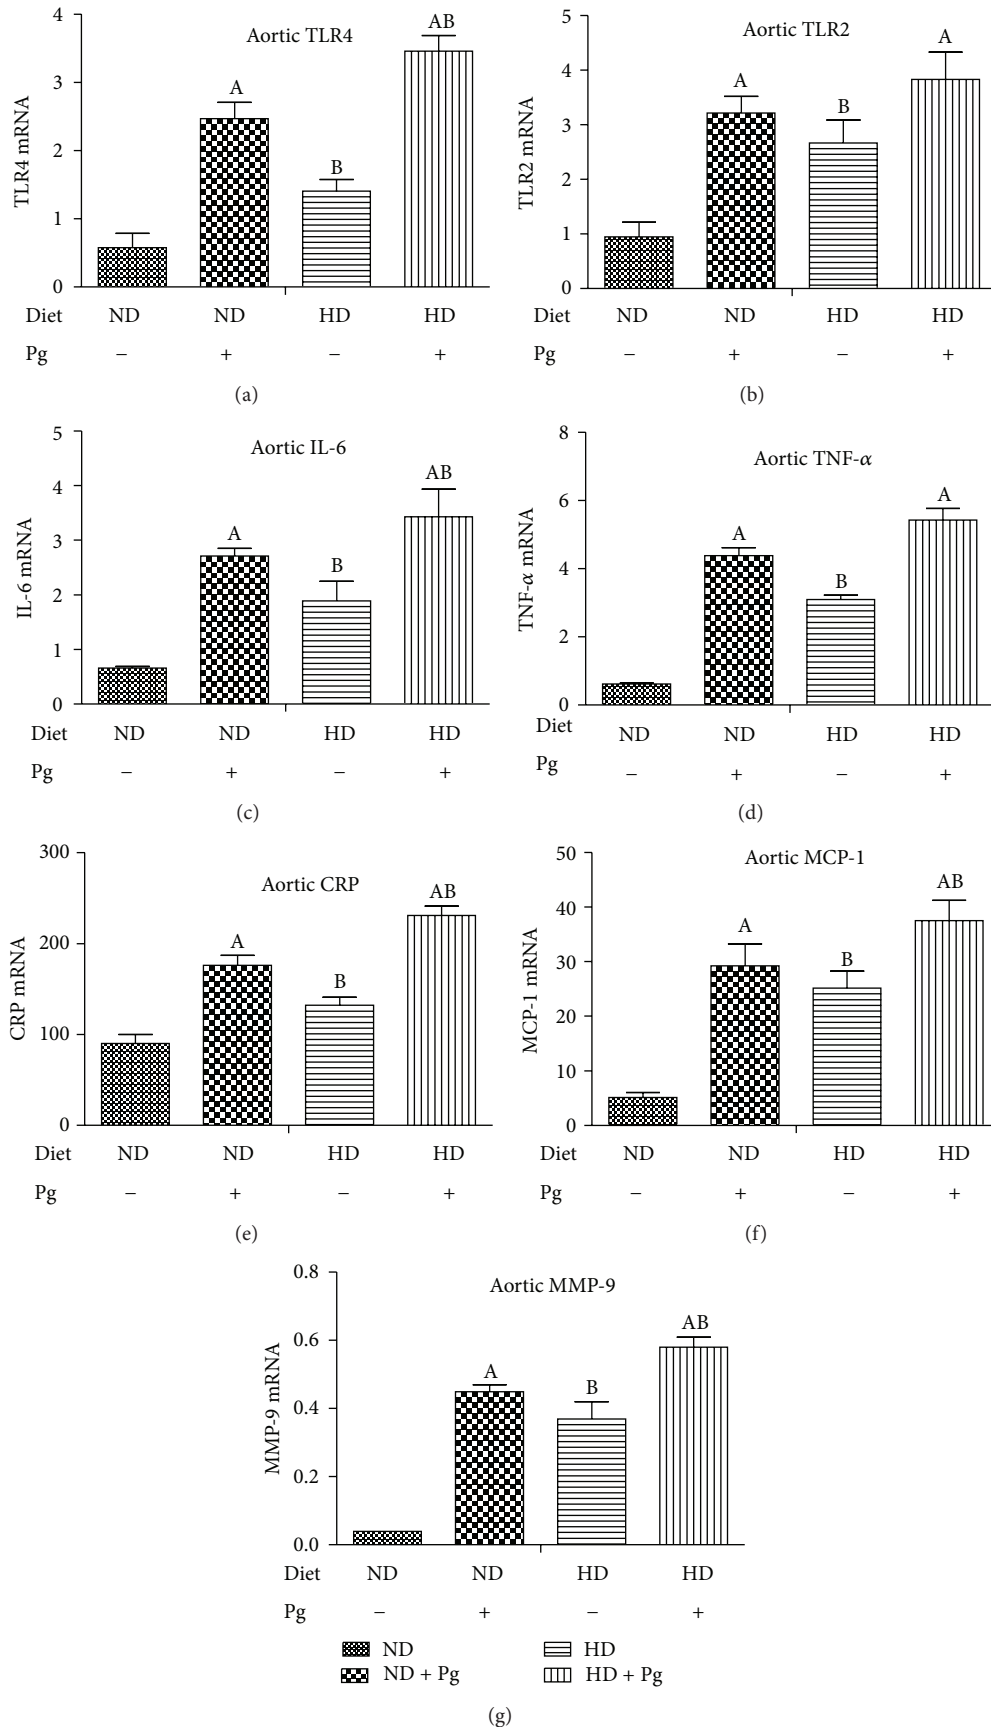 Aortic TLR4
TLR4 mRNA
4
3
2
1
0
A
B
AB
Diet ND ND HD HD
Pg − + − +
(a)
Aortic TLR2
TLR2 mRNA
5
4
3
2
1
0
A
B
A
Diet ND ND HD HD
Pg − + − +
(b)
Aortic IL-6
IL-6 mRNA
5
4
3
2
1
0
A
B
AB
Diet ND ND HD HD
Pg − + − +
(c)
Aortic TNF-α
TNF-α mRNA
8
6
4
2
0
A
B
A
Diet ND ND HD HD
Pg − + − +
(d)
Aortic CRP
CRP mRNA
300
200
100
0
A
B
AB
Diet ND ND HD HD
Pg − + − +
(e)
Aortic MCP-1
MCP-1 mRNA
50
40
30
20
10
0
A
B
AB
Diet ND ND HD HD
Pg − + − +
(f)
Aortic MMP-9
MMP-9 mRNA
0.8
0.6
0.4
0.2
0.0
A
B
AB
Diet ND ND HD HD
Pg − + − +
ND HD
ND + Pg HD + Pg
(g)